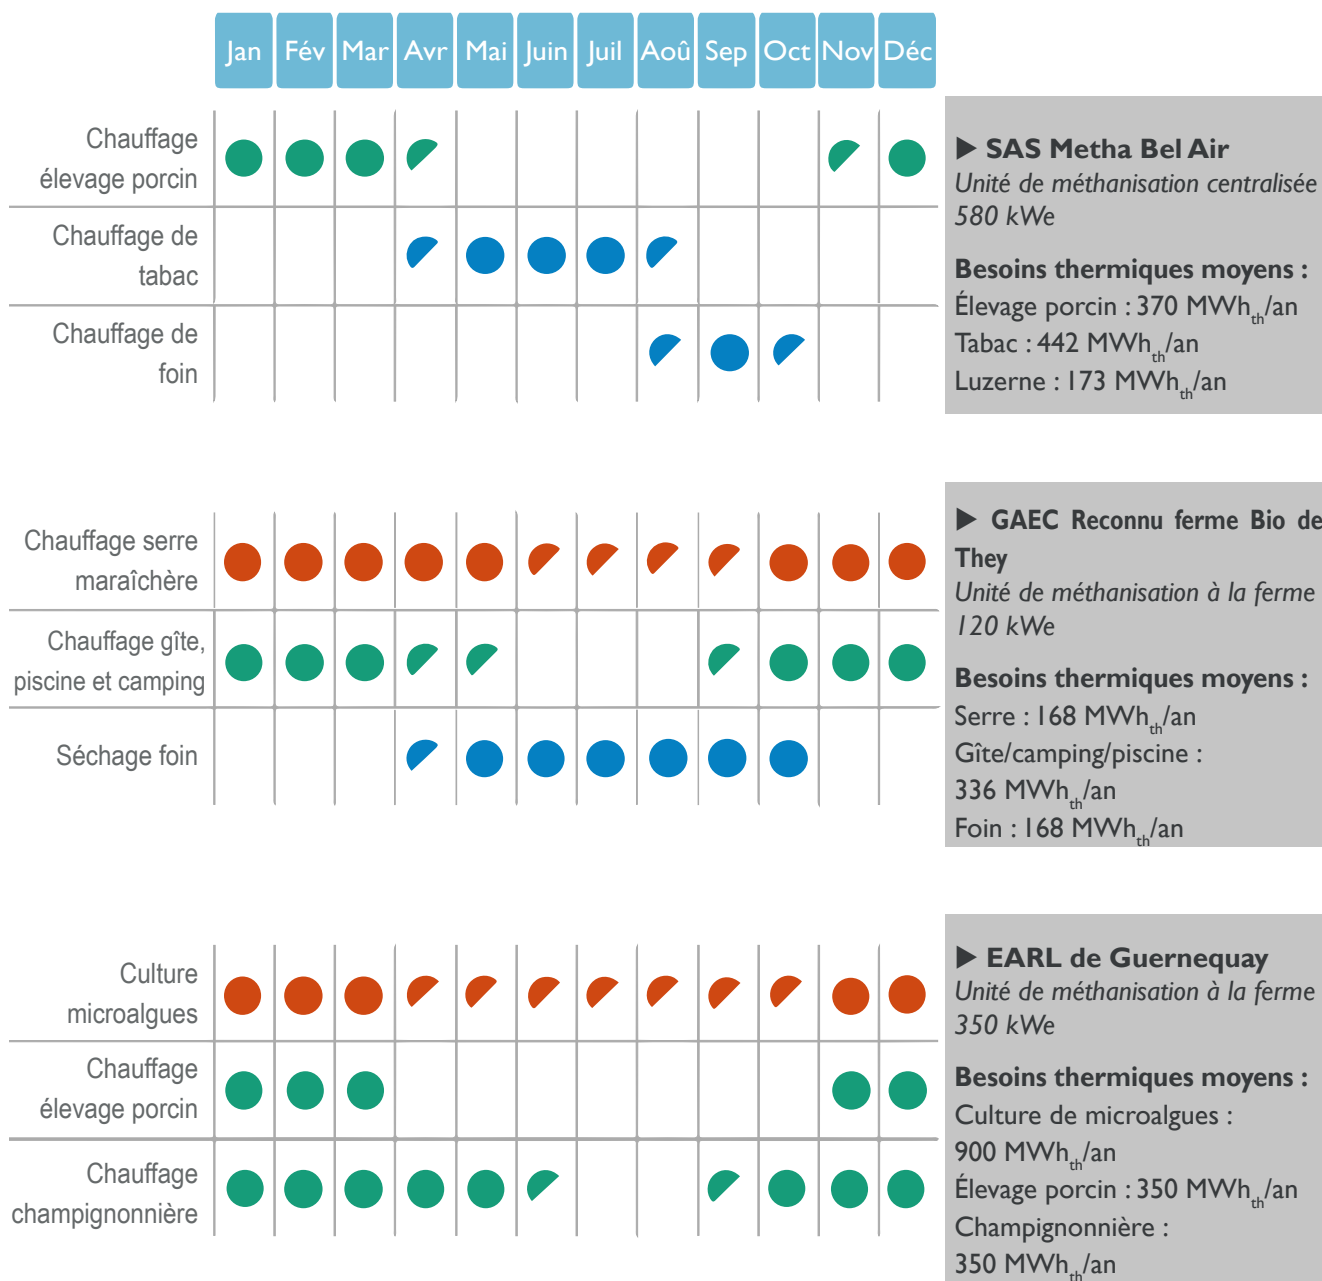 Jan Fév Mar Avr Mai Juin Juil Aoû Sep Oct Nov Déc
Chauffage
élevage porcin
Chauffage de
tabac
Chauffage de
foin
▶ SAS Metha Bel Air
Unité de méthanisation centralisée
580 kWe
Besoins thermiques moyens :
Élevage porcin : 370 MWhth/an
Tabac : 442 MWhth/an
Luzerne : 173 MWhth/an
Chauffage serre
maraîchère
Chauffage gîte,
piscine et camping
Séchage foin
▶ GAEC Reconnu ferme Bio de
They
Unité de méthanisation à la ferme
120 kWe
Besoins thermiques moyens :
Serre : 168 MWhth/an
Gîte/camping/piscine :
336 MWhth/an
Foin : 168 MWhth/an
Culture
microalgues
Chauffage
élevage porcin
Chauffage
champignonnière
▶ EARL de Guernequay
Unité de méthanisation à la ferme
350 kWe
Besoins thermiques moyens :
Culture de microalgues :
900 MWhth/an
Élevage porcin : 350 MWhth/an
Champignonnière :
350 MWhth/an